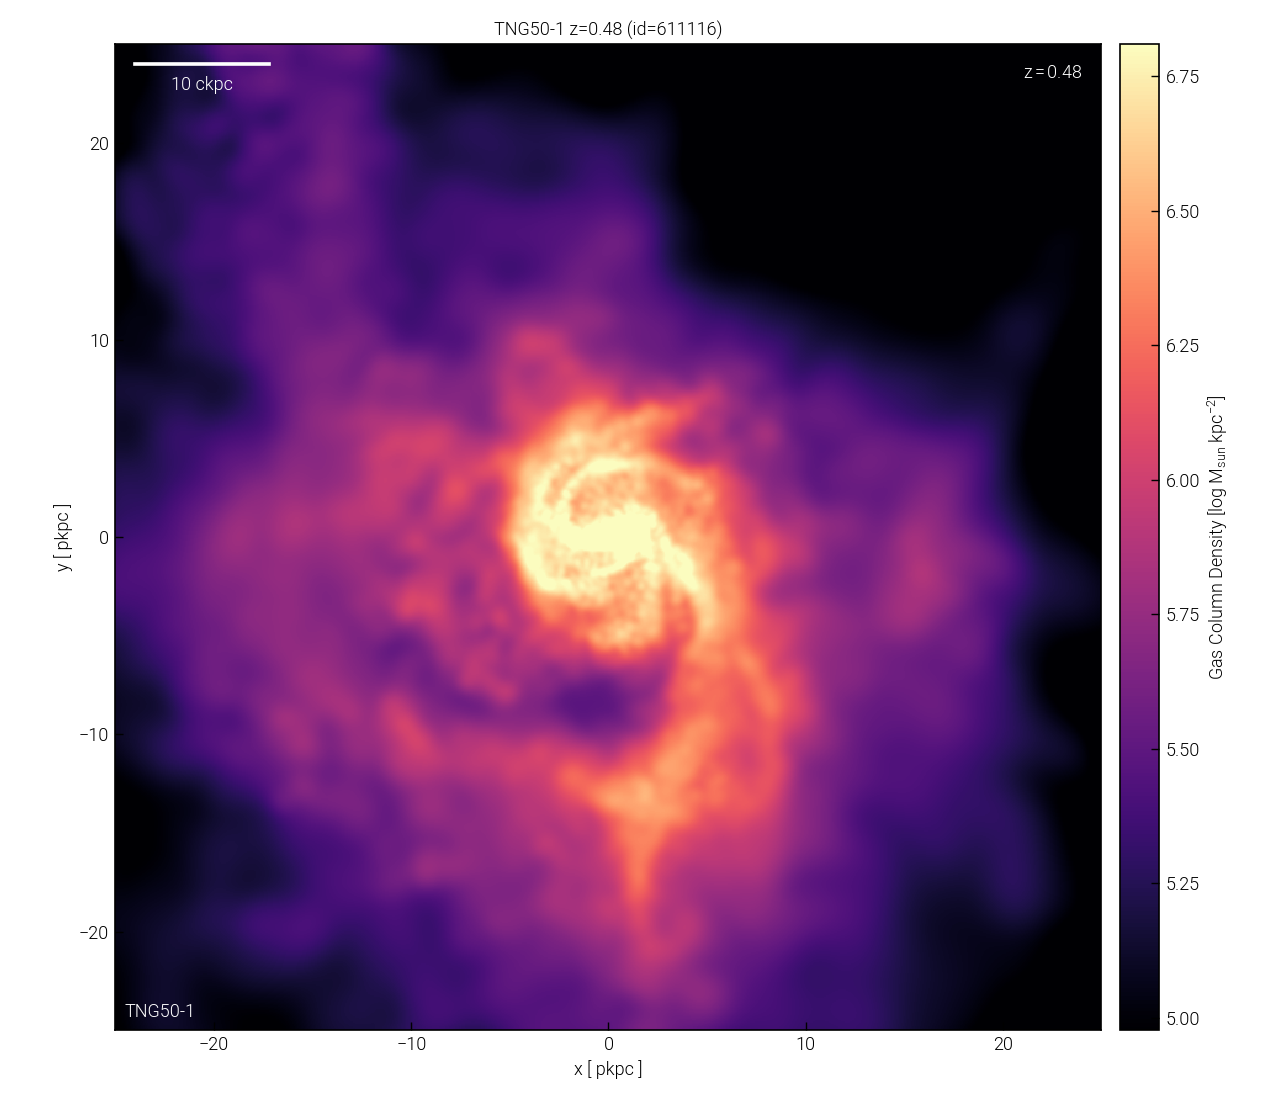 TNG50-1 z=0.48 (id=611116)
10 ckpc
z=0.48
6.75
6.50
6.25
6.00
5.75
5.50
5.25
5.00
Gas Column Density [log M_sun kpc⁻²]
20
10
0
−10
−20
y [ pkpc ]
TNG50-1
−20
−10
0
10
20
x [ pkpc ]